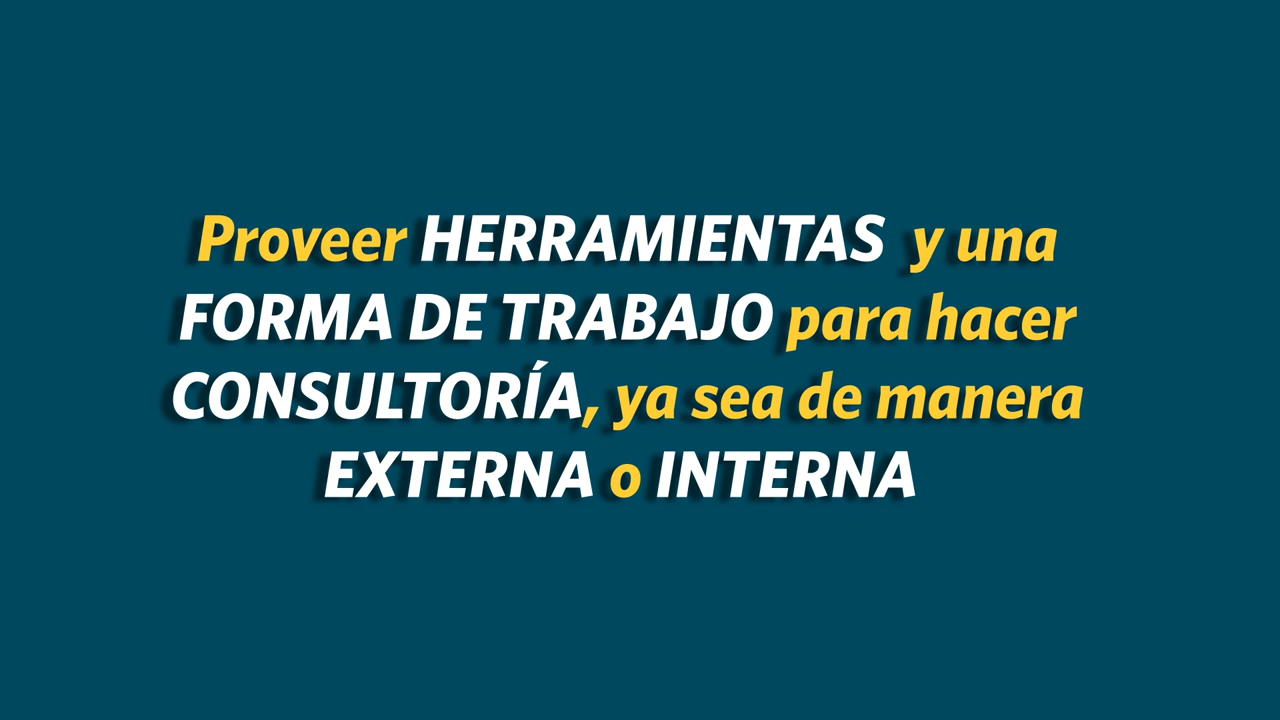 Proveer HERRAMIENTAS y una
FORMA DE TRABAJO para hacer
CONSULTORÍA, ya sea de manera
EXTERNA o INTERNA